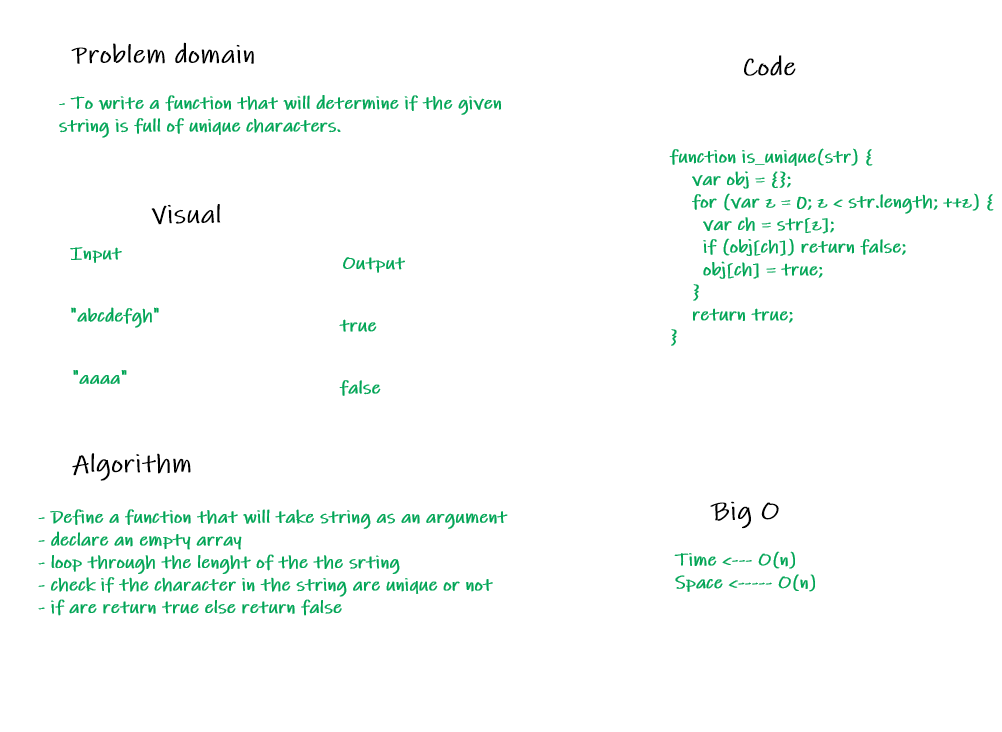 Problem domain
- To write a function that will determine if the given
string is full of unique characters.
Visual
Input
Output
"abcdefgh"
true
"aaaa"
false
Algorithm
- Define a function that will take string as an argument
- declare an empty array
- loop through the lenght of the the srting
- check if the character in the string are unique or not
- if are return true else return false
Code
function is_unique(str) {
var obj = {};
for (var z = 0; z < str.length; ++z) {
var ch = str[z];
if (obj[ch]) return false;
obj[ch] = true;
}
return true;
}
Big O
Time <--- O(n)
Space <----- O(n)